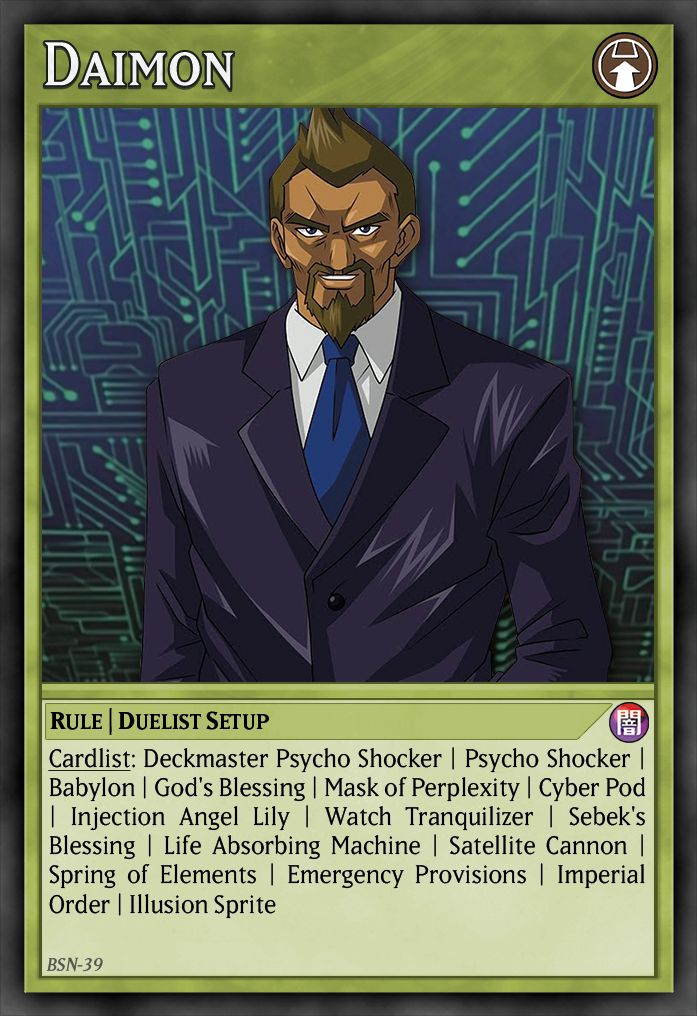 Daimon
Rule | Duelist Setup
闇
Cardlist: Deckmaster Psycho Shocker | Psycho Shocker |
Babylon | God's Blessing | Mask of Perplexity | Cyber Pod
| Injection Angel Lily | Watch Tranquilizer | Sebek's
Blessing | Life Absorbing Machine | Satellite Cannon |
Spring of Elements | Emergency Provisions | Imperial
Order | Illusion Sprite
BSN-39